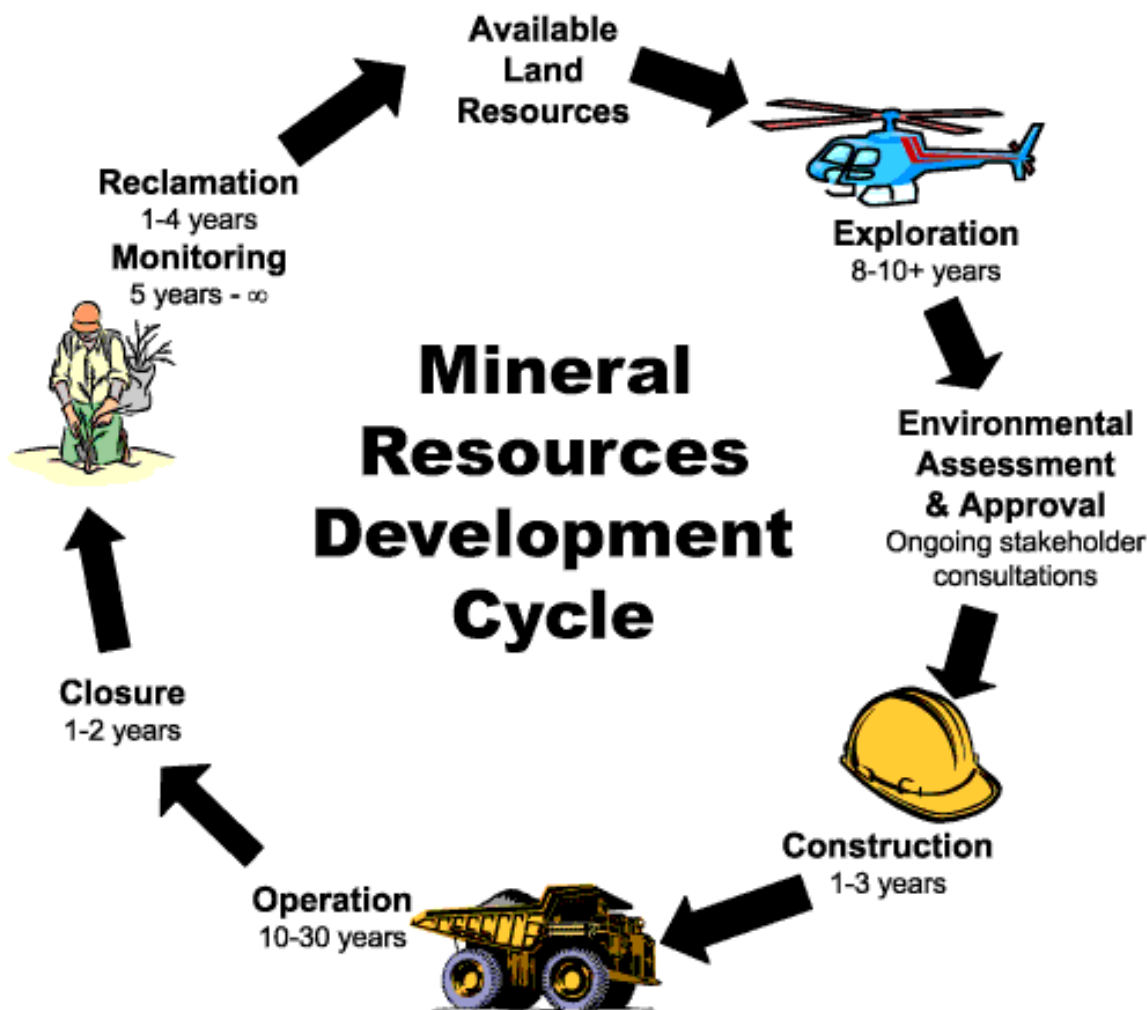 Available
Land
Resources
Exploration
8-10+ years
Environmental
Assessment
& Approval
Ongoing stakeholder
consultations
Construction
1-3 years
Operation
10-30 years
Closure
1-2 years
Reclamation
1-4 years
Monitoring
5 years - ∞
Mineral
Resources
Development
Cycle